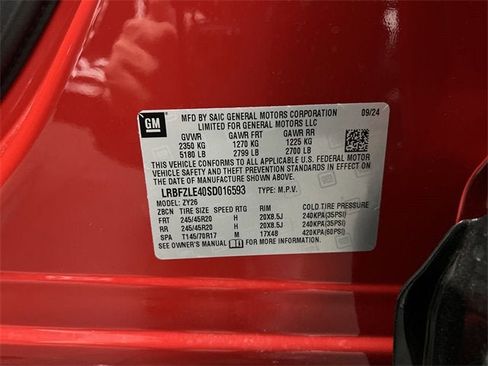 GM
MFD BY SAIC GENERAL MOTORS CORPORATION 09/24
LIMITED FOR GENERAL MOTORS LLC
GVWR GAWR FRT GAWR RR
2350 KG 1270 KG 1225 KG
5180 LB 2799 LB 2700 LB
THIS VEHICLE CONFORMS TO ALL APPLICABLE U.S. FEDERAL MOTOR
VEHICLE SAFETY AND THEFT PREVENTION STANDARDS IN EFFECT ON
THE DATE OF MANUFACTURE SHOWN ABOVE.
LRBFZLE40SD016593 TYPE: M.P.V.
MODEL: ZY26
ZBCN TIRE SIZE SPEED RTG RIM COLD TIRE PRESSURE
FRT 245/45R20 H 20X8.5J 240KPA(35PSI)
RR 245/45R20 H 20X8.5J 240KPA(35PSI)
SPA T145/70R17 M 17X4B 420KPA(60PSI)
SEE OWNER'S MANUAL FOR MORE INFORMATION.